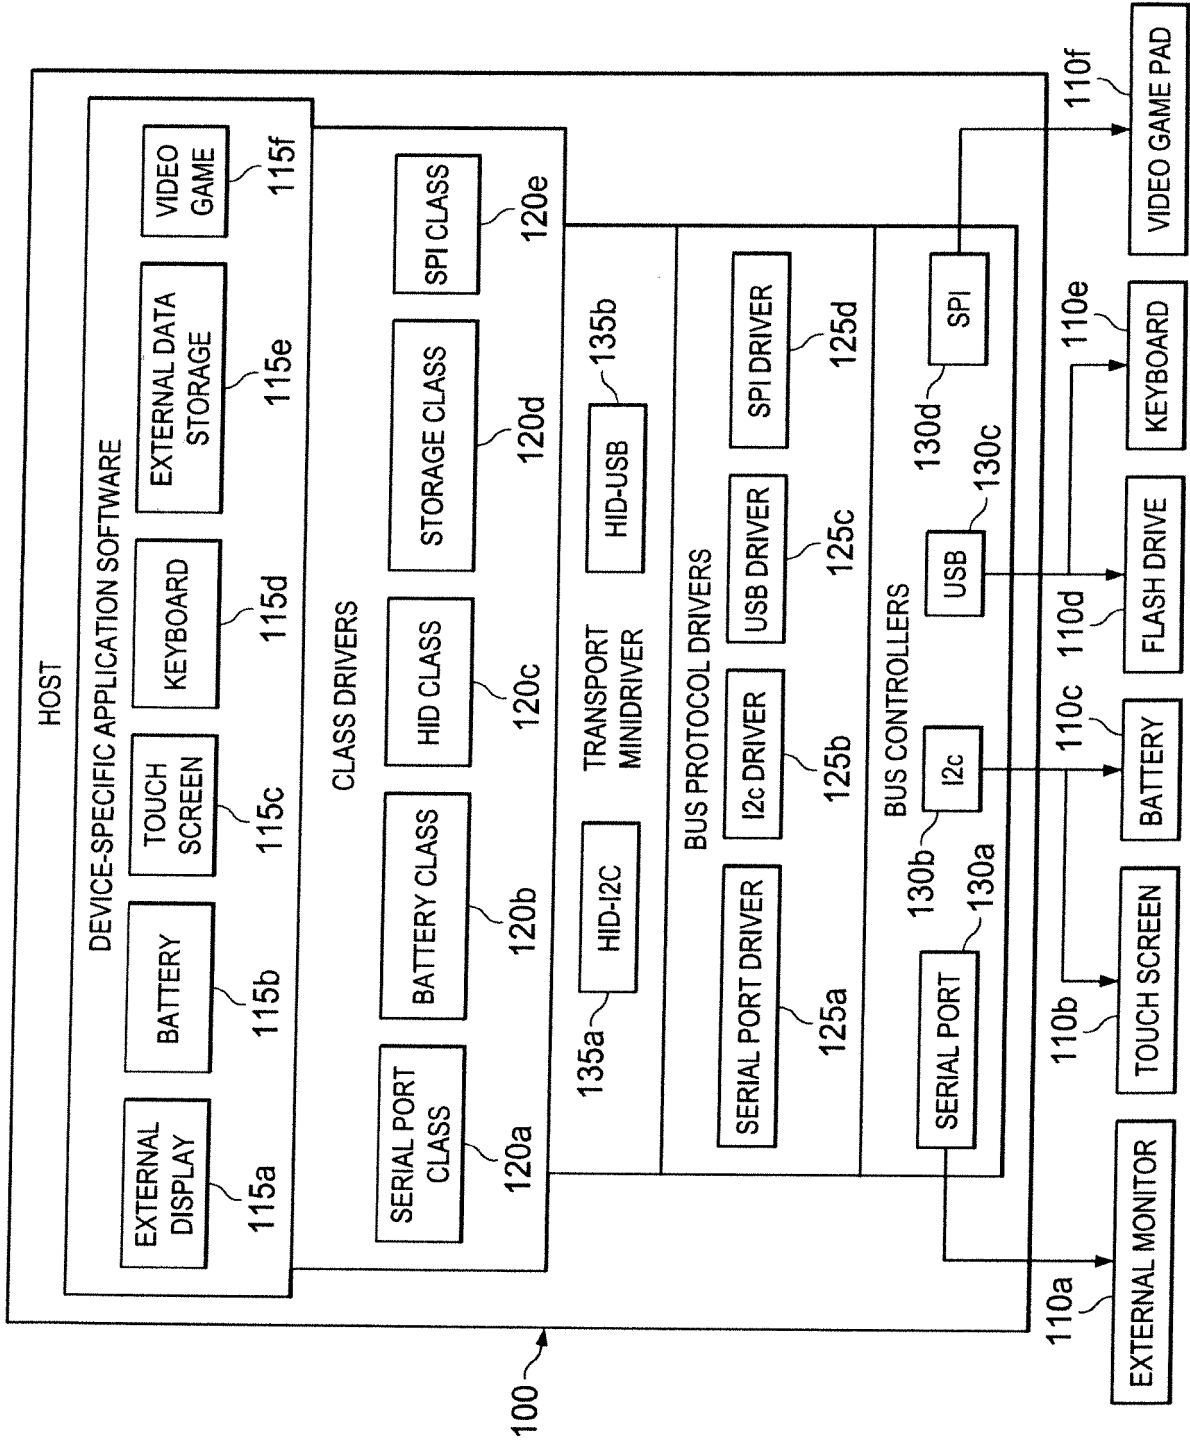 HOST
DEVICE-SPECIFIC APPLICATION SOFTWARE
EXTERNAL
DISPLAY
115a
BATTERY
115b
TOUCH
SCREEN
115c
KEYBOARD
115d
EXTERNAL DATA
STORAGE
115e
VIDEO
GAME
115f
CLASS DRIVERS
SERIAL PORT
CLASS
120a
BATTERY CLASS
120b
HID CLASS
120c
STORAGE CLASS
120d
SPI CLASS
120e
135a
HID-I2C
TRANSPORT
MINIDRIVER
HID-USB
135b
BUS PROTOCOL DRIVERS
SERIAL PORT DRIVER
125a
I2c DRIVER
125b
USB DRIVER
125c
SPI DRIVER
125d
BUS CONTROLLERS
SERIAL PORT
130a
130b
I2c
USB
130c
130d
SPI
100
110a
EXTERNAL MONITOR
110b
TOUCH SCREEN
110c
BATTERY
110d
FLASH DRIVE
110e
KEYBOARD
110f
VIDEO GAME PAD